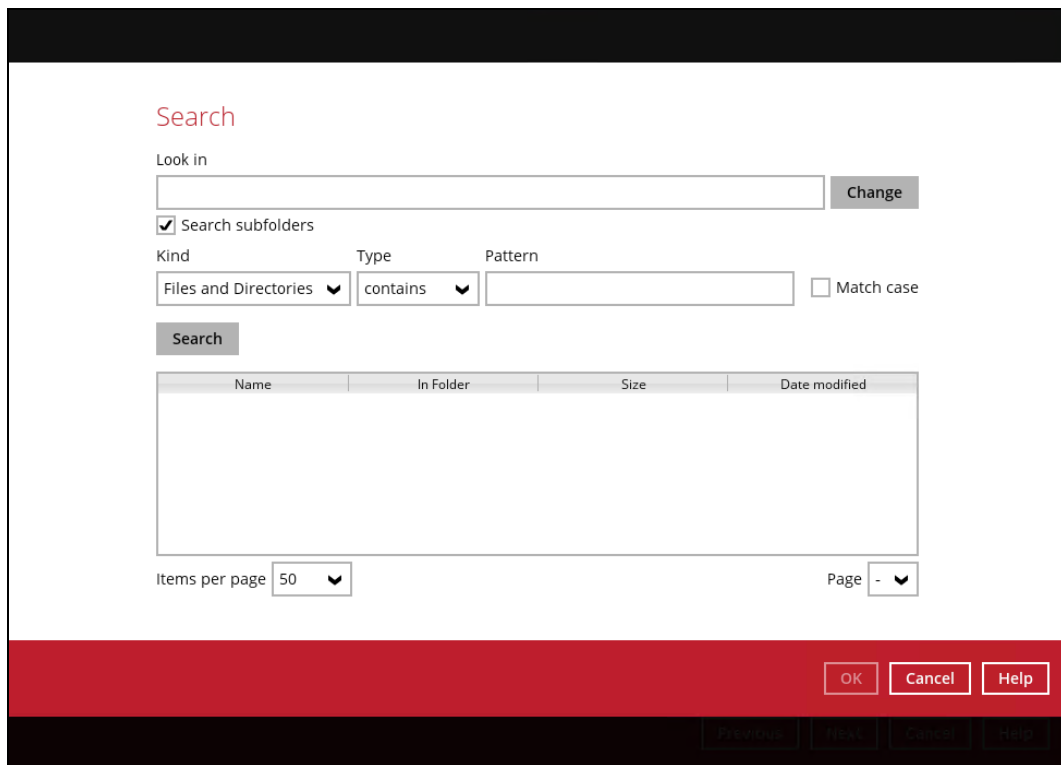 Search
Look in
Change
Search subfolders
Kind Type Pattern
Files and Directories contains Match case
Search
Name In Folder Size Date modified
Items per page 50 Page -
OK Cancel Help
Previous Next Cancel Help